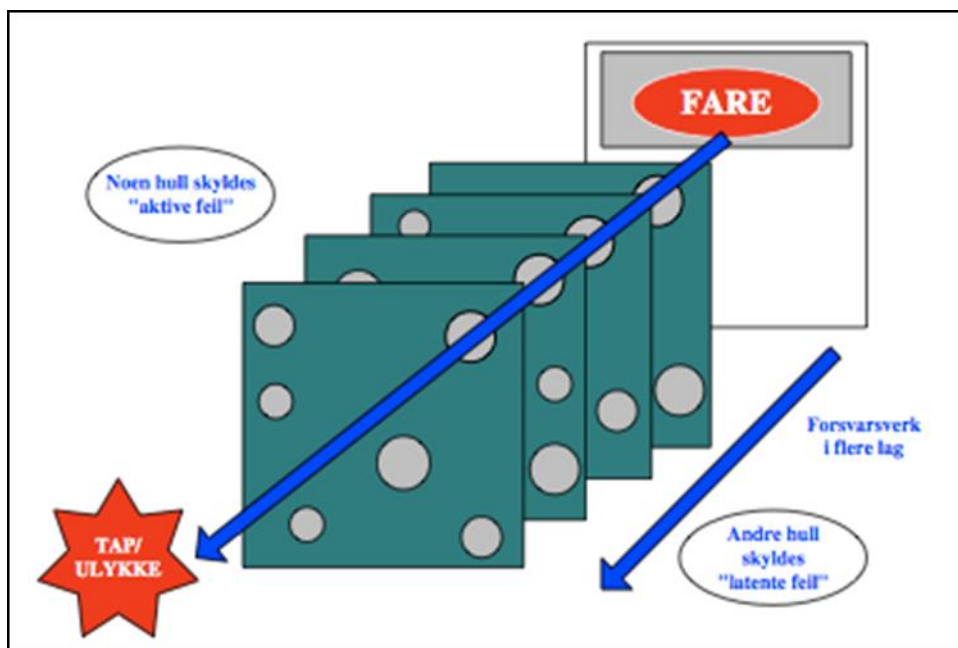 FARE
Noen hull skyldes
"aktive feil"
Forsvarsverk
i flere lag
Andre hull
skyldes
"latente feil"
TAP/
ULYKKE